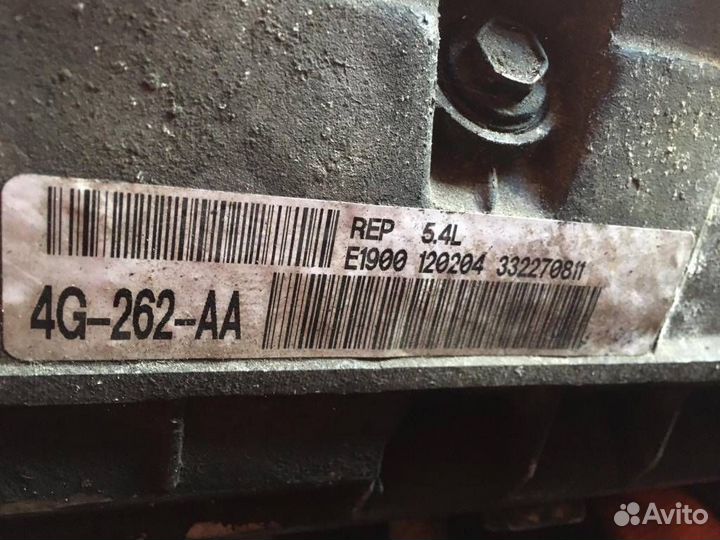 REP 5.4L
E1900 120204 332270811
4G-262-AA
Avito